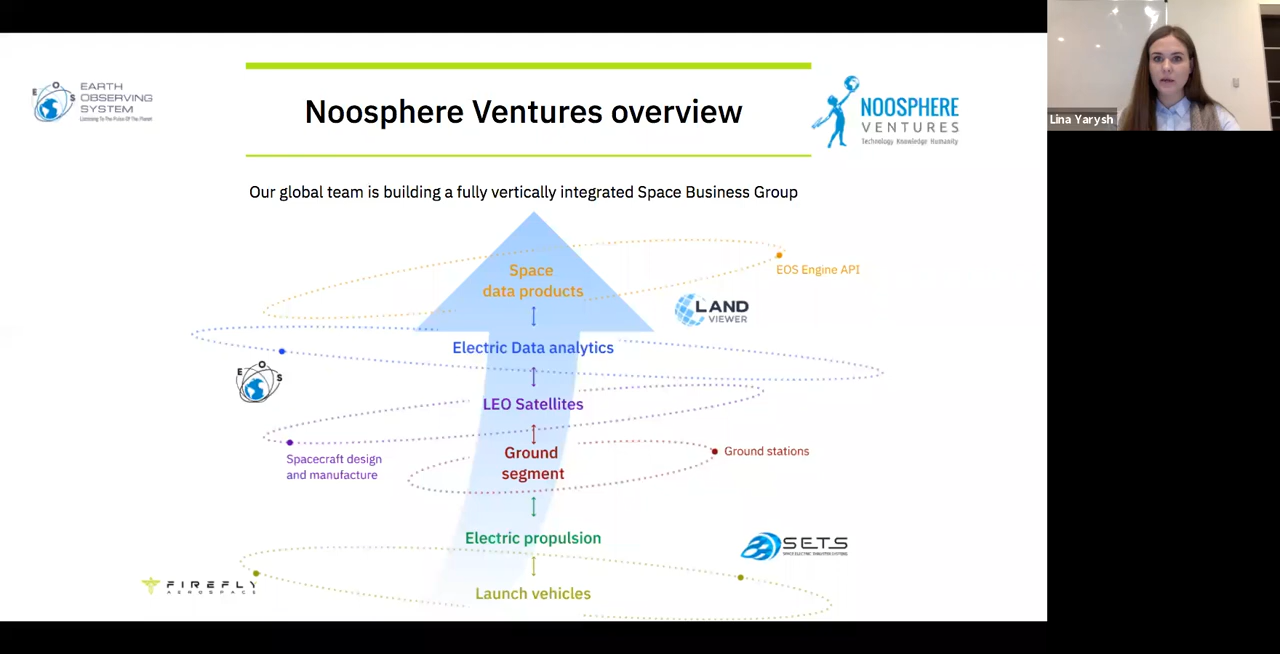 EARTH
OBSERVING
SYSTEM
Listening To The Pulse Of The Planet
E O S
Noosphere Ventures overview
NOOSPHERE
VENTURES
Technology Knowledge Humanity
Lina Yarysh
Our global team is building a fully vertically integrated Space Business Group
Space
data products
EOS Engine API
LAND
VIEWER
Electric Data analytics
E O S
LEO Satellites
Spacecraft design
and manufacture
Ground
segment
Ground stations
Electric propulsion
SETS
SPACE ELECTRIC THRUSTER SYSTEMS
FIREFLY
AEROSPACE
Launch vehicles